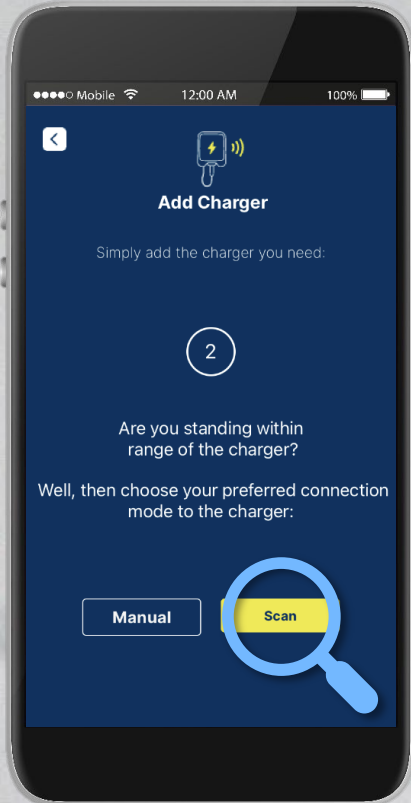 Mobile 12:00 AM 100%
Add Charger
Simply add the charger you need:
2
Are you standing within
range of the charger?
Well, then choose your preferred connection
mode to the charger:
Manual Scan